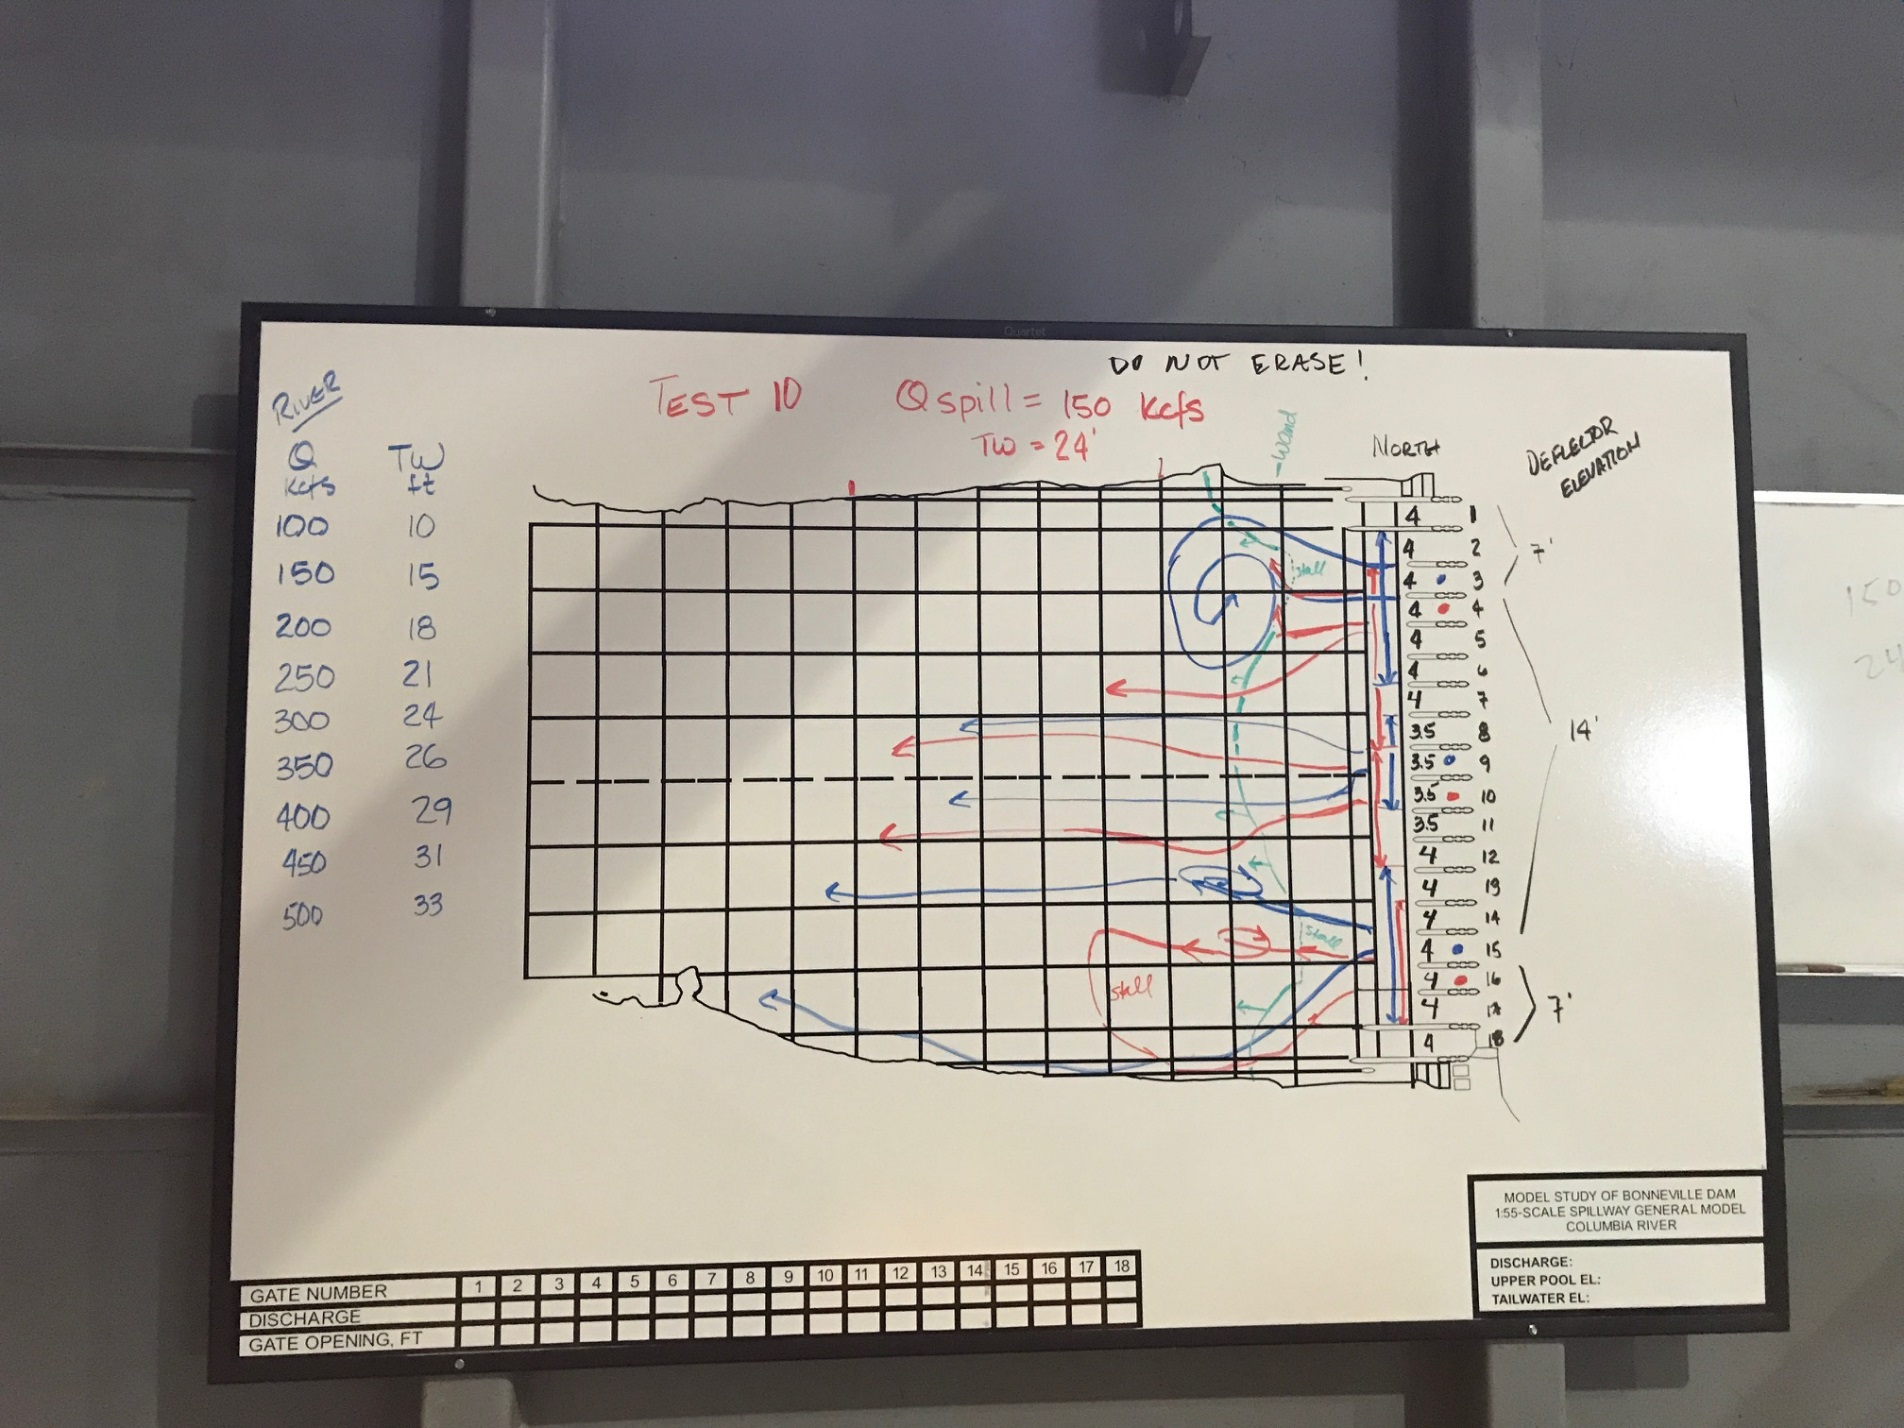 Quartet
DO NOT ERASE!
TEST 10 Qspill = 150 kcfs
TW = 24'
RIVER
Q TW
kcfs ft
100 10
150 15
200 18
250 21
300 24
350 26
400 29
450 31
500 33
wand
NORTH
DEFLECTOR
ELEVATION
4 1
4 2
4 3
4 4
4 5
4 6
4 7
3.5 8
3.5 9
3.5 10
3.5 11
4 12
4 13
4 14
4 15
4 16
4 17
4 18
7'
14'
7'
stall
stall
stall
150
24
MODEL STUDY OF BONNEVILLE DAM
1:55-SCALE SPILLWAY GENERAL MODEL
COLUMBIA RIVER
DISCHARGE:
UPPER POOL EL:
TAILWATER EL:
GATE NUMBER 1 2 3 4 5 6 7 8 9 10 11 12 13 14 15 16 17 18
DISCHARGE
GATE OPENING, FT